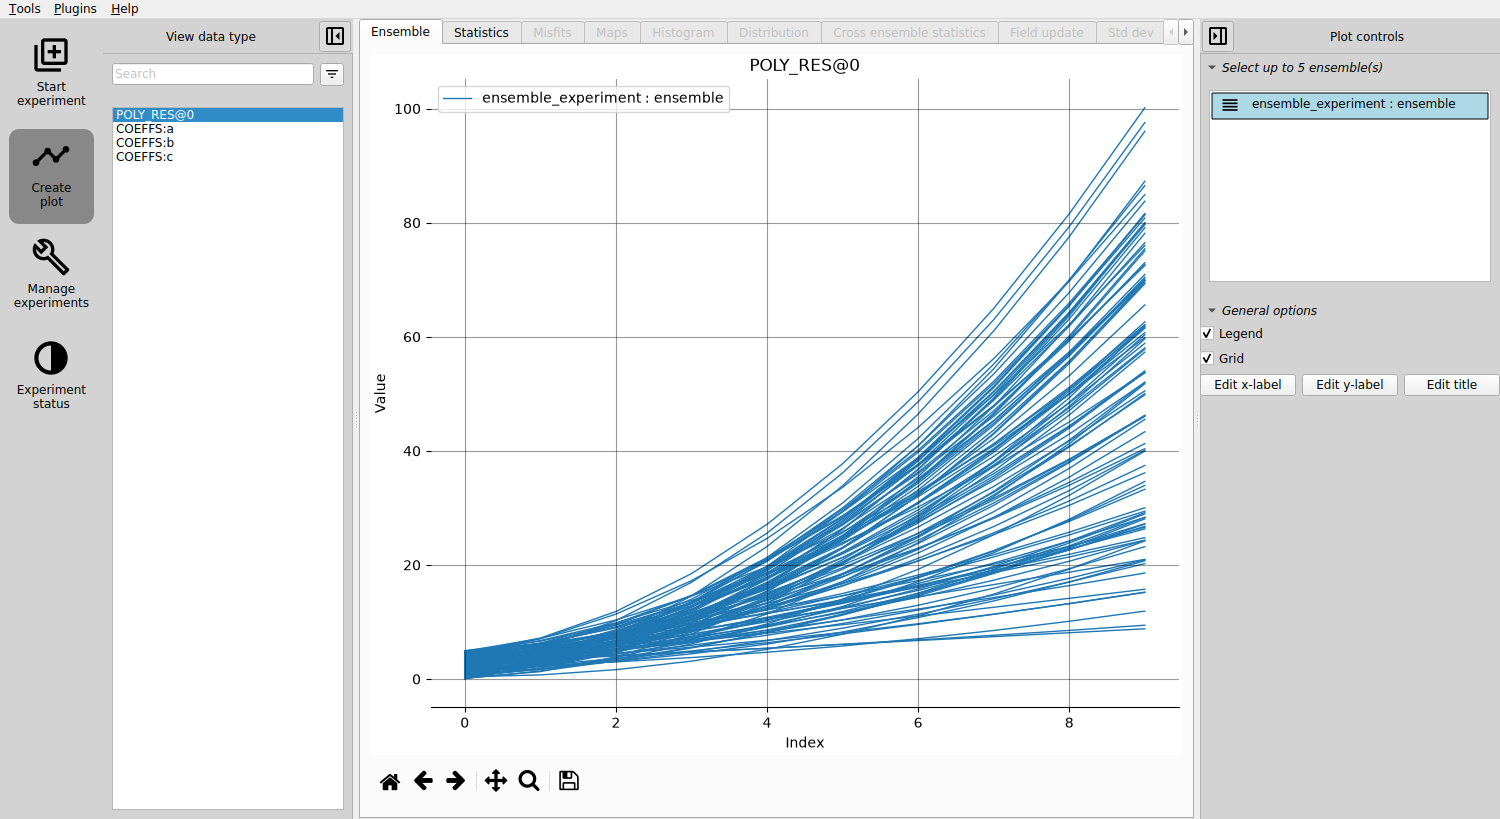 Tools Plugins Help
Start
experiment
Create
plot
Manage
experiments
Experiment
status
View data type
Search
POLY_RES@0
COEFFS:a
COEFFS:b
COEFFS:c
Ensemble Statistics Misfits Maps Histogram Distribution Cross ensemble statistics Field update Std dev
POLY_RES@0
ensemble_experiment : ensemble
100
80
60
40
20
0
Value
0 2 4 6 8
Index
Plot controls
Select up to 5 ensemble(s)
ensemble_experiment : ensemble
General options
Legend
Grid
Edit x-label Edit y-label Edit title